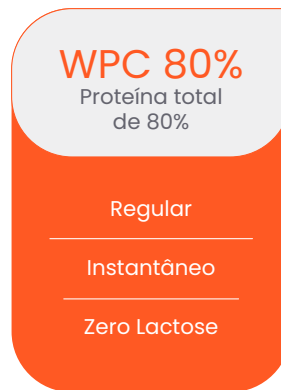 WPC 80%
Proteína total
de 80%
Regular
Instantâneo
Zero Lactose